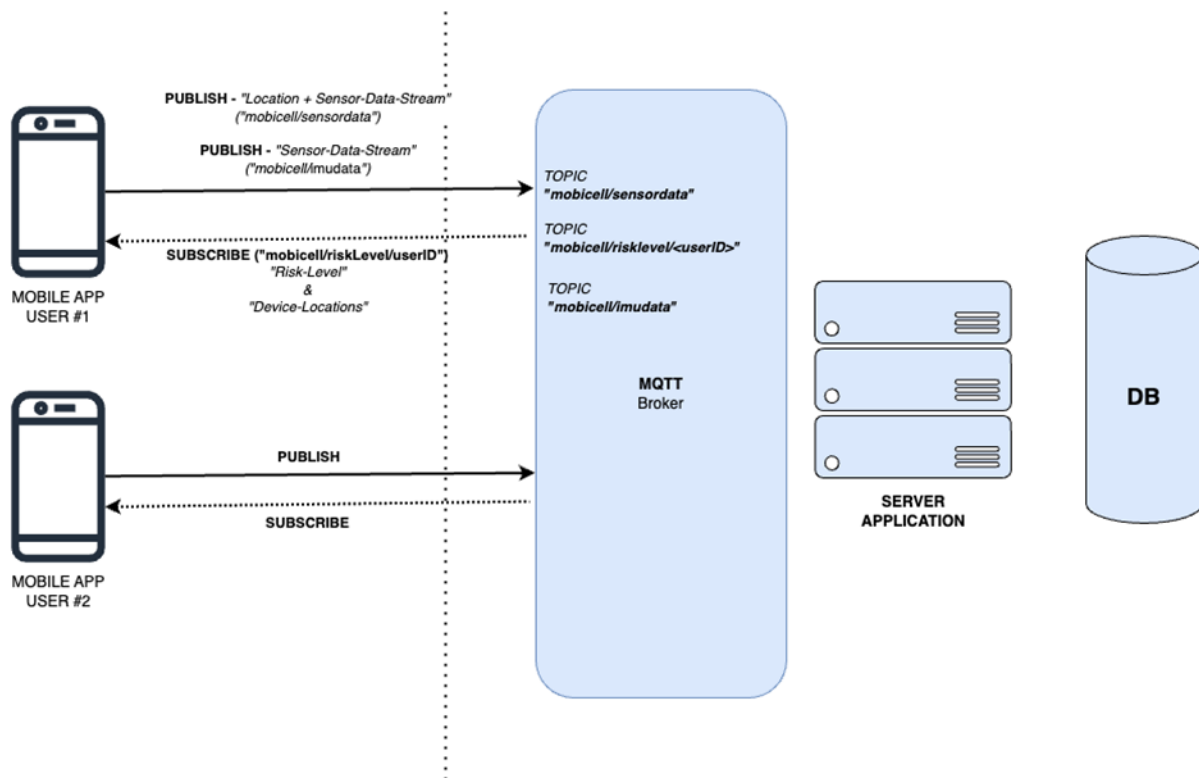 PUBLISH - "Location + Sensor-Data-Stream"
("mobicell/sensordata")
PUBLISH - "Sensor-Data-Stream"
("mobicell/imudata")
TOPIC
"mobicell/sensordata"
TOPIC
"mobicell/risklevel/<userID>"
SUBSCRIBE ("mobicell/riskLevel/userID")
"Risk-Level"
&
"Device-Locations"
TOPIC
"mobicell/imudata"
MOBILE APP
USER #1
MQTT
Broker
DB
PUBLISH
SUBSCRIBE
SERVER
APPLICATION
MOBILE APP
USER #2